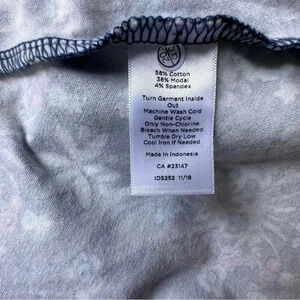 58% Cotton
38% Modal
4% Spandex
Turn Garment Inside
Out
Machine Wash Cold
Gentle Cycle
Only Non-Chlorine
Bleach When Needed
Tumble Dry Low
Cool Iron If Needed
Made In Indonesia
CA #23147
ID5252 11/18